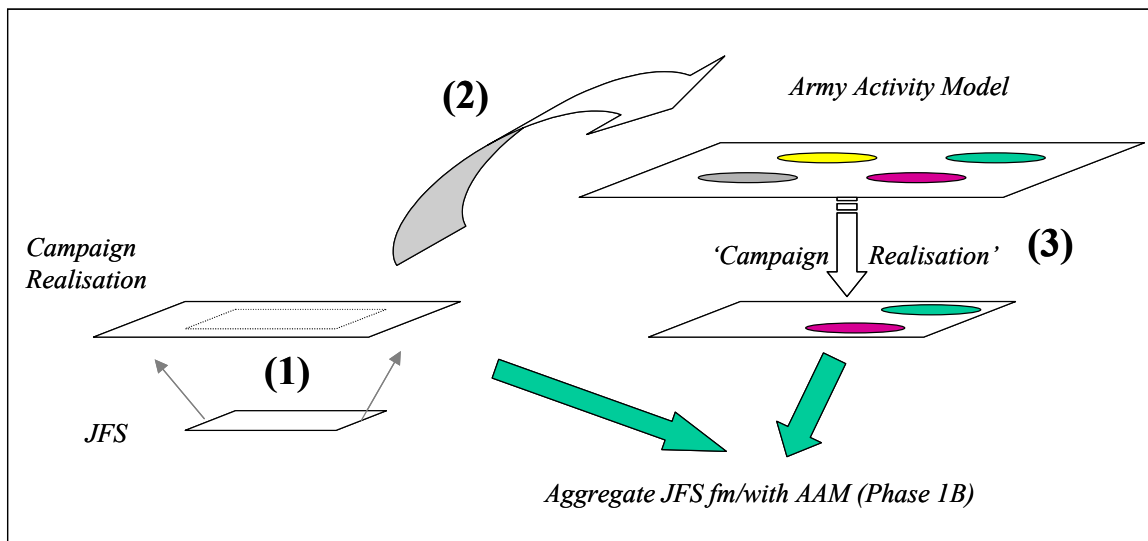 (2)
Army Activity Model
Campaign
Realisation
‘Campaign Realisation’
(3)
(1)
JFS
Aggregate JFS fm/with AAM (Phase 1B)